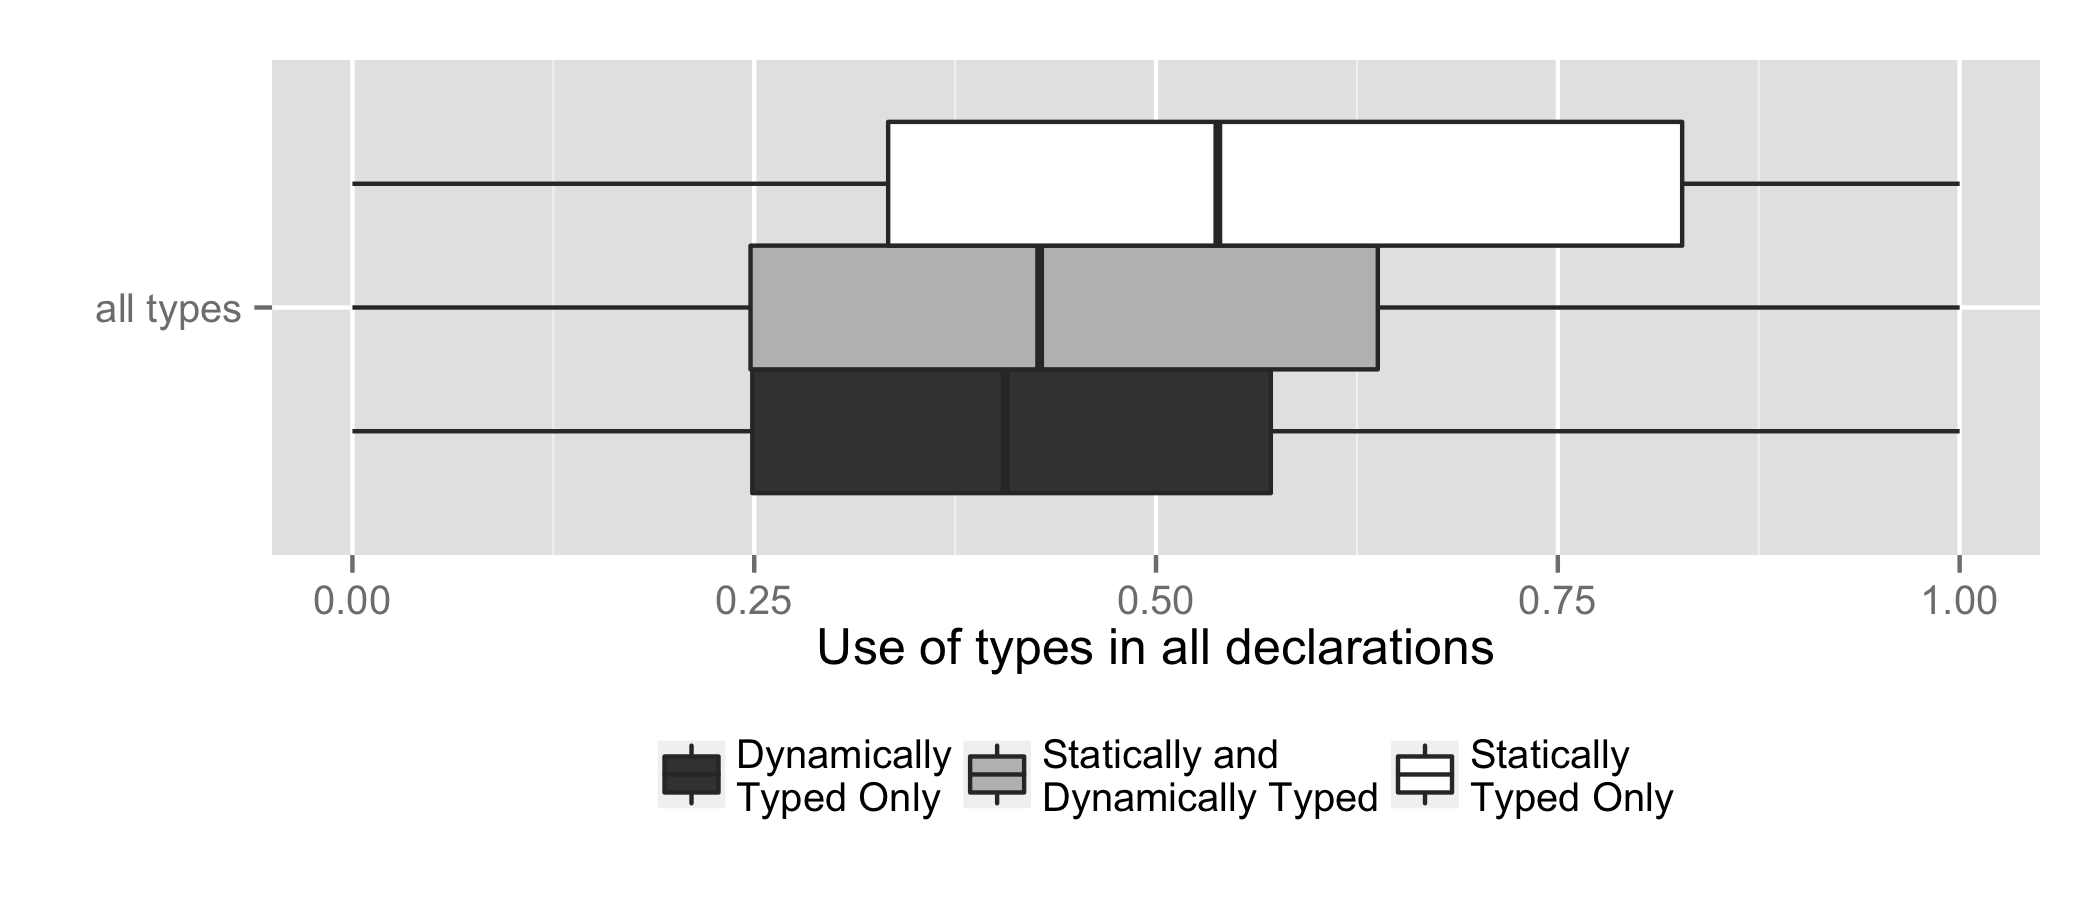 all types
0.00 0.25 0.50 0.75 1.00
Use of types in all declarations
Dynamically
Typed Only
Statically and
Dynamically Typed
Statically
Typed Only